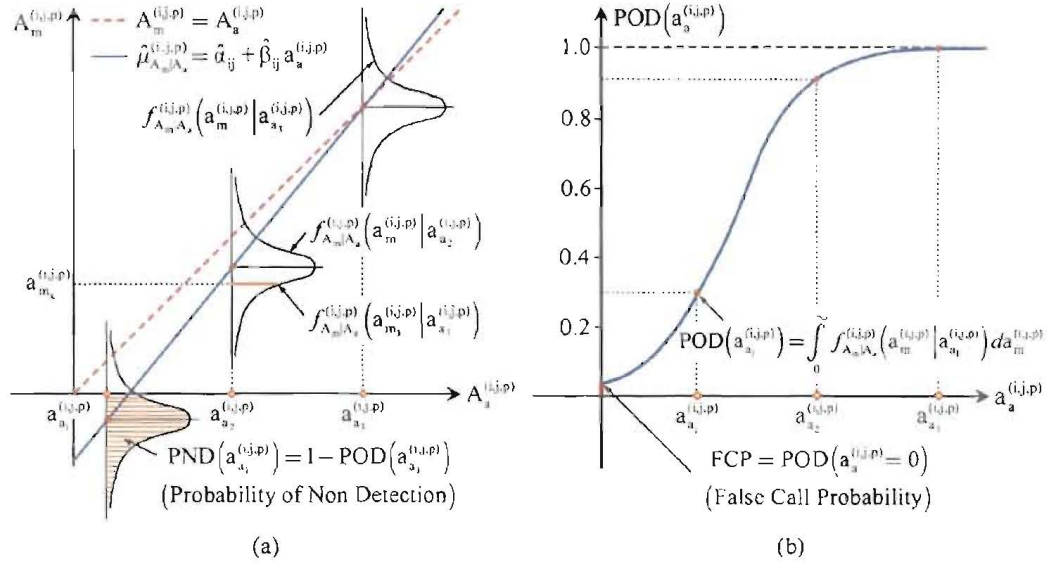 A_m^(i,j,p)
A_m^(i,j,p) = A_a^(i,j,p)
μ̂_{A_m|A_a}^(i,j,p) = α̂_ij + β̂_ij a_a^(i,j,p)
f_{A_m|A_a}^(i,j,p)(a_m^(i,j,p) | a_{a_3}^(i,j,p))
f_{A_m|A_a}^(i,j,p)(a_m^(i,j,p) | a_{a_2}^(i,j,p))
a_{m_s}^(i,j,p)
f_{A_m|A_a}^(i,j,p)(a_{m_s}^(i,j,p) | a_{a_2}^(i,j,p))
A_a^(i,j,p)
a_{a_1}^(i,j,p) a_{a_2}^(i,j,p) a_{a_3}^(i,j,p)
PND(a_{a_1}^(i,j,p)) = 1 − POD(a_{a_1}^(i,j,p))
(Probability of Non Detection)
(a)
POD(a_a^(i,j,p))
1.0
0.8
0.6
0.4
0.2
POD(a_{a_1}^(i,j,p)) = ∫_0^∞ f_{A_m|A_a}^(i,j,p)(a_m^(i,j,p) | a_{a_1}^(i,j,p)) da_m^(i,j,p)
a_{a_1}^(i,j,p) a_{a_2}^(i,j,p) a_{a_3}^(i,j,p) a_a^(i,j,p)
FCP = POD(a_a^(i,j,p) = 0)
(False Call Probability)
(b)